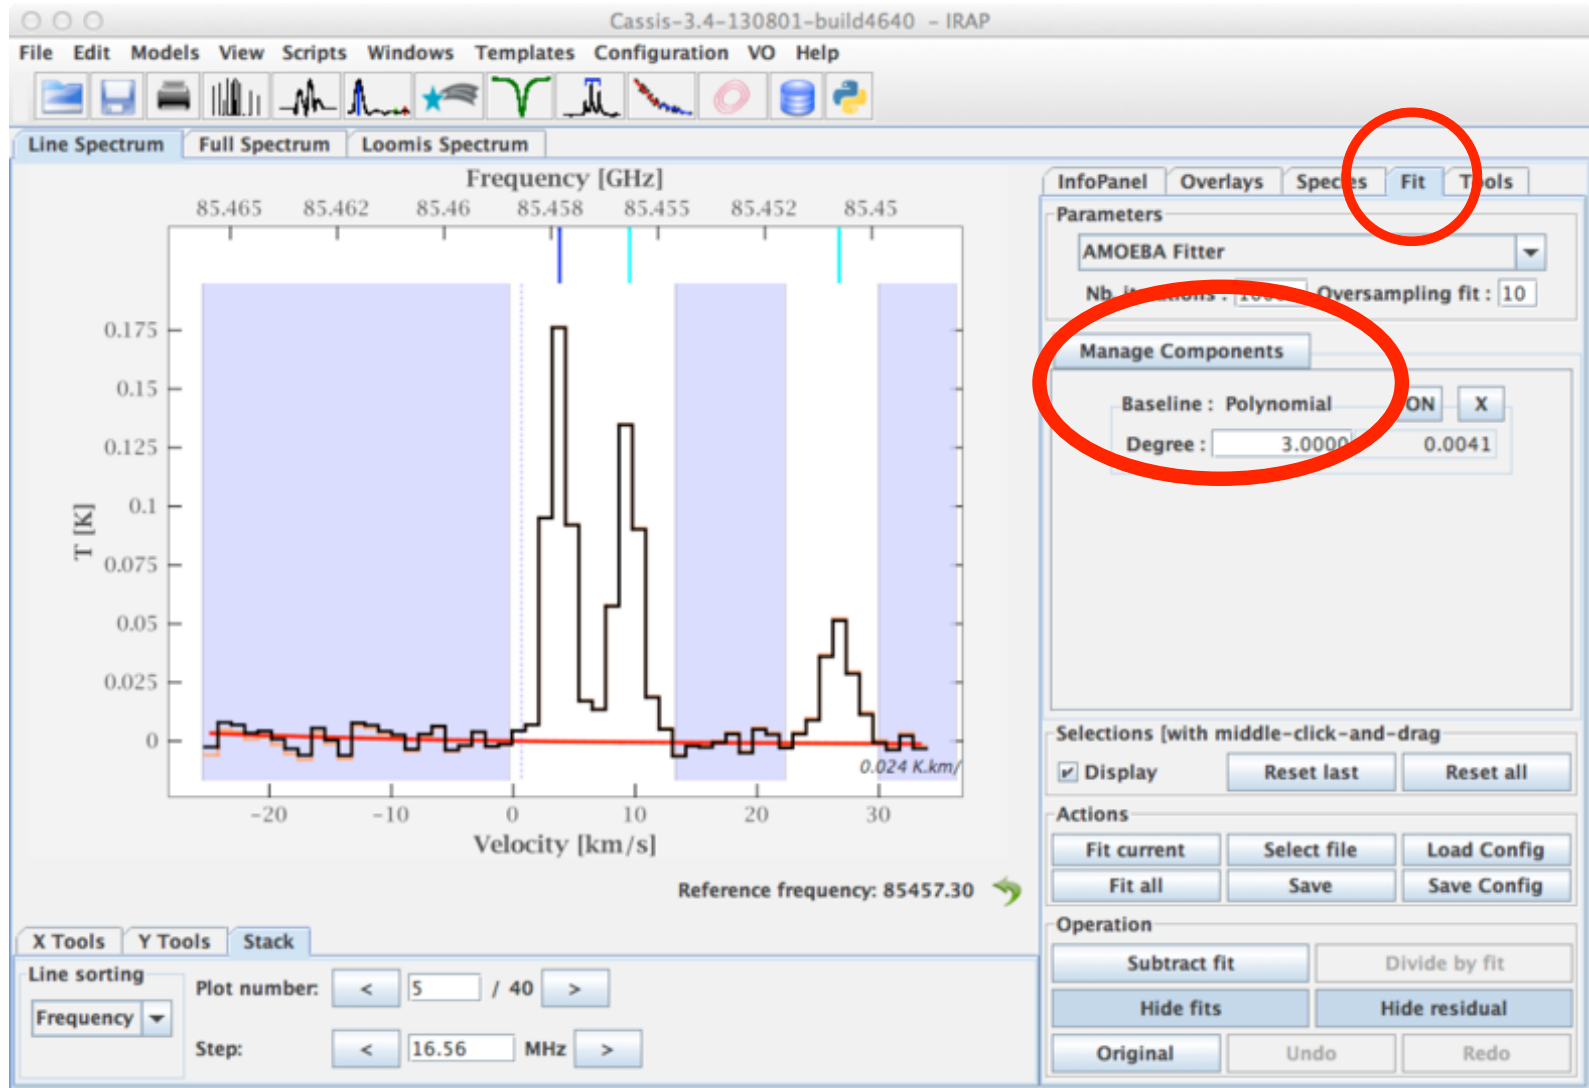 Cassis-3.4-130801-build4640 - IRAP
File Edit Models View Scripts Windows Templates Configuration VO Help
Line Spectrum Full Spectrum Loomis Spectrum
InfoPanel Overlays Species Fit Tools
Frequency [GHz]
85.465 85.462 85.46 85.458 85.455 85.452 85.45
T [K]
0.175
0.15
0.125
0.1
0.075
0.05
0.025
0
0.024 K.km/
-20 -10 0 10 20 30
Velocity [km/s]
Reference frequency: 85457.30
Parameters
AMOEBA Fitter
Nb. iterations : Oversampling fit : 10
Manage Components
Baseline : Polynomial ON X
Degree : 3.0000 0.0041
Selections [with middle-click-and-drag
Display Reset last Reset all
Actions
Fit current Select file Load Config
Fit all Save Save Config
Operation
Subtract fit Divide by fit
Hide fits Hide residual
Original Undo Redo
X Tools Y Tools Stack
Line sorting
Frequency
Plot number: < 5 / 40 >
Step: < 16.56 MHz >